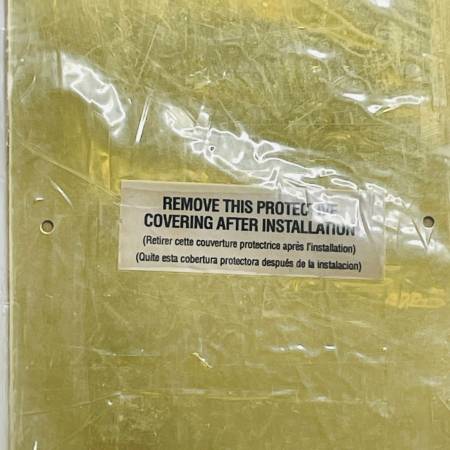 REMOVE THIS PROTECTIVE
COVERING AFTER INSTALLATION
(Retirer cette couverture protectrice après l'installation)
(Quite esta cobertura protectora después de la instalacion)